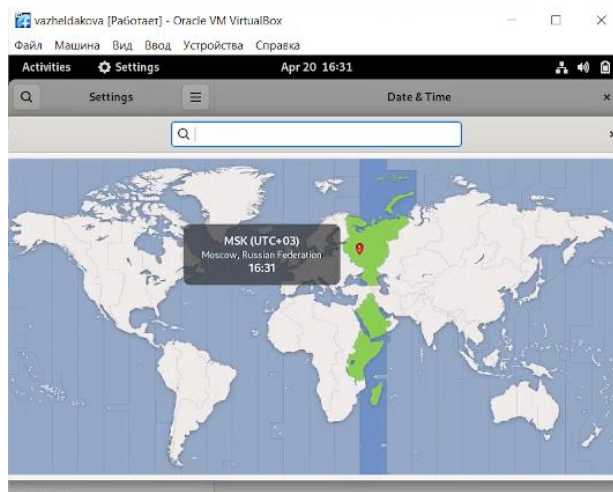 vazheldakova [Работает] - Oracle VM VirtualBox
Файл Машина Вид Ввод Устройства Справка
Activities Settings Apr 20 16:31
Settings Date & Time
MSK (UTC+03)
Moscow, Russian Federation
16:31